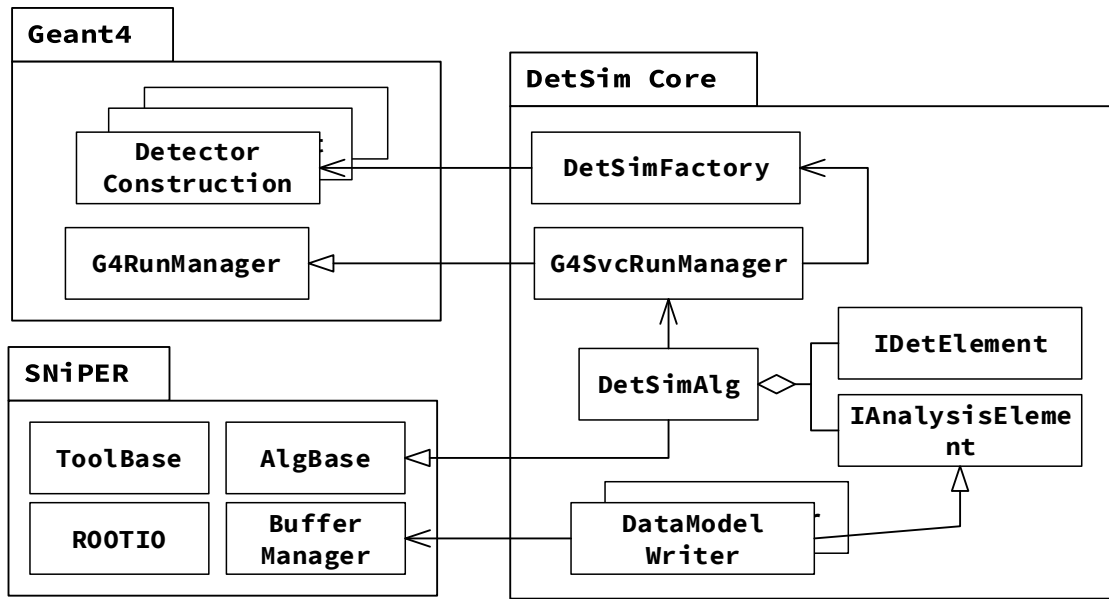 Geant4
Detector
Construction
G4RunManager
SNiPER
ToolBase
AlgBase
ROOTIO
Buffer
Manager
DetSim Core
DetSimFactory
G4SvcRunManager
DetSimAlg
IDetElement
IAnalysisEleme
nt
DataModel
Writer